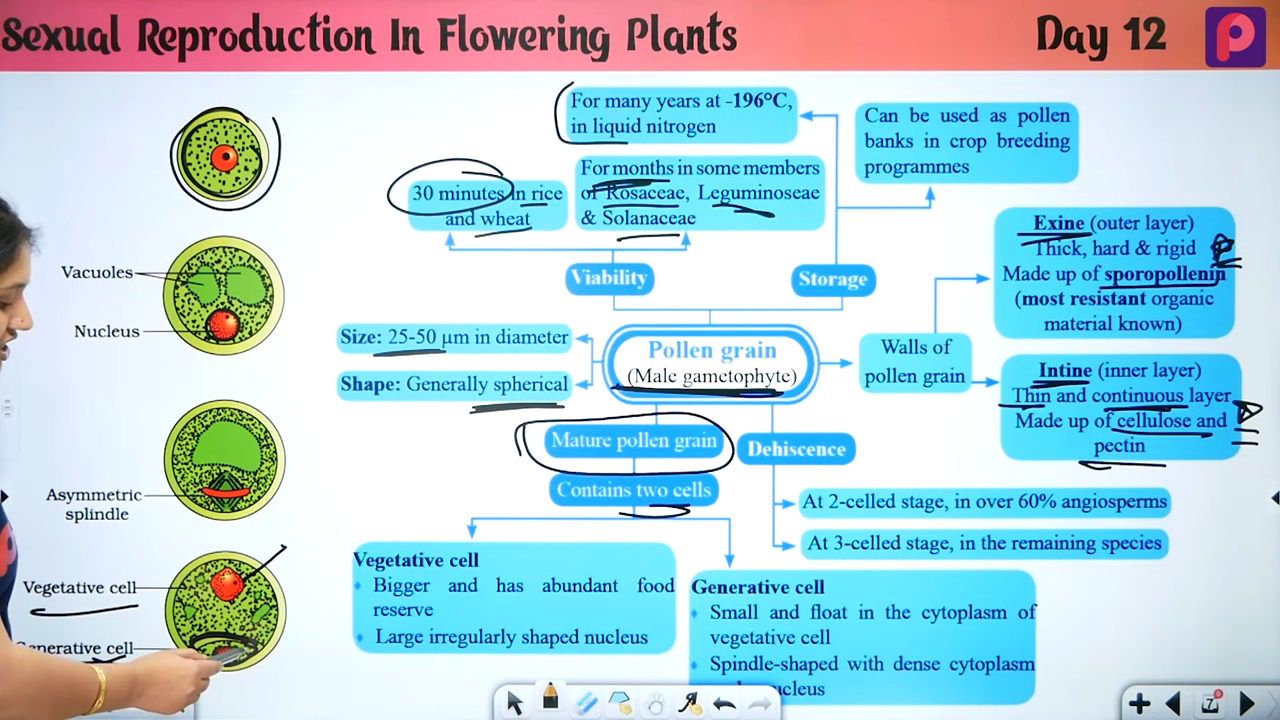 Sexual Reproduction In Flowering Plants
Day 12
For many years at -196°C,
in liquid nitrogen
Can be used as pollen
banks in crop breeding
programmes
30 minutes in rice
and wheat
For months in some members
of Rosaceae, Leguminoseae
& Solanaceae
Exine (outer layer)
Thick, hard & rigid
Made up of sporopollenin
(most resistant organic
material known)
Viability
Storage
Vacuoles
Nucleus
Size: 25-50 μm in diameter
Shape: Generally spherical
Pollen grain
(Male gametophyte)
Walls of
pollen grain
Intine (inner layer)
Thin and continuous layer
Made up of cellulose and
pectin
Mature pollen grain
Contains two cells
Dehiscence
At 2-celled stage, in over 60% angiosperms
At 3-celled stage, in the remaining species
Asymmetric
spindle
Vegetative cell
Generative cell
Vegetative cell
Bigger and has abundant food
reserve
Large irregularly shaped nucleus
Generative cell
Small and float in the cytoplasm of
vegetative cell
Spindle-shaped with dense cytoplasm
nucleus